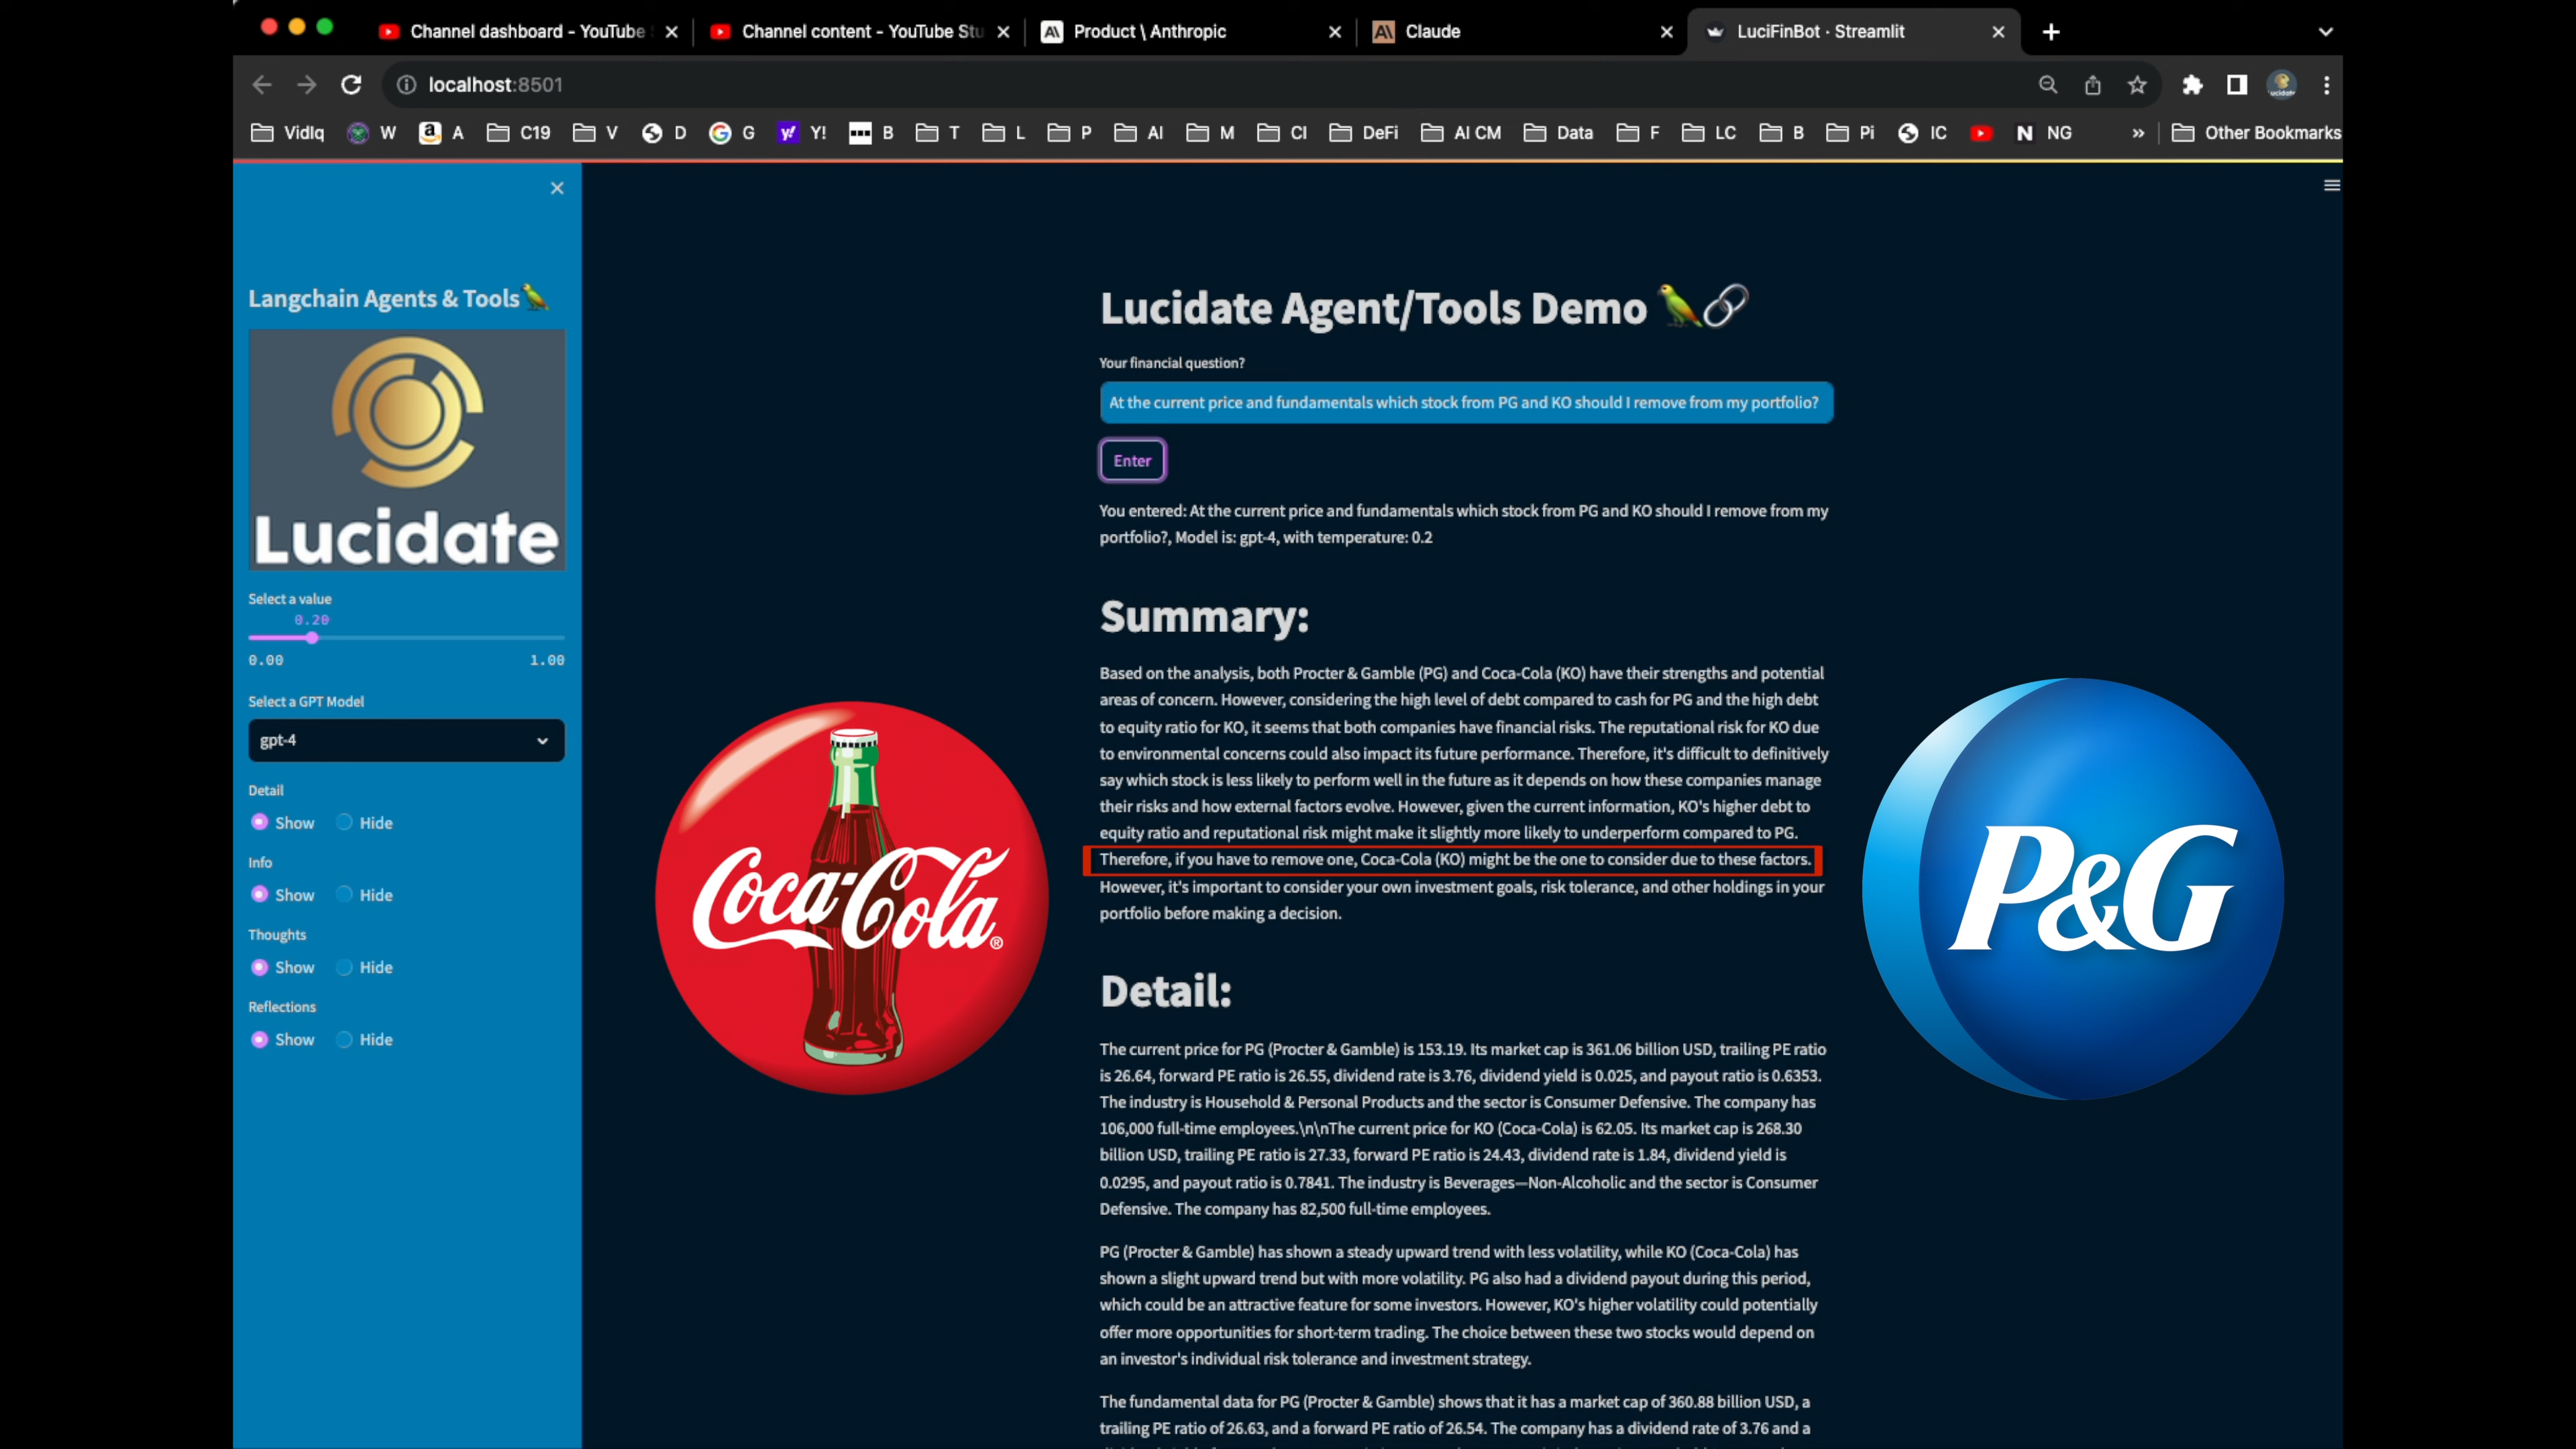 Channel dashboard - YouTube
Channel content - YouTube Stu
Product \ Anthropic
Claude
LuciFinBot · Streamlit
localhost:8501
VidIq W A C19 V D G Y! B T L P AI M CI DeFi AI CM Data F LC B Pi IC NG » Other Bookmarks
Langchain Agents & Tools
Lucidate
Select a value
0.20
0.00 1.00
Select a GPT Model
gpt-4
Detail
Show Hide
Info
Show Hide
Thoughts
Show Hide
Reflections
Show Hide
Lucidate Agent/Tools Demo
Your financial question?
At the current price and fundamentals which stock from PG and KO should I remove from my portfolio?
Enter
You entered: At the current price and fundamentals which stock from PG and KO should I remove from my
portfolio?, Model is: gpt-4, with temperature: 0.2
Summary:
Based on the analysis, both Procter & Gamble (PG) and Coca-Cola (KO) have their strengths and potential
areas of concern. However, considering the high level of debt compared to cash for PG and the high debt
to equity ratio for KO, it seems that both companies have financial risks. The reputational risk for KO due
to environmental concerns could also impact its future performance. Therefore, it's difficult to definitively
say which stock is less likely to perform well in the future as it depends on how these companies manage
their risks and how external factors evolve. However, given the current information, KO's higher debt to
equity ratio and reputational risk might make it slightly more likely to underperform compared to PG.
Therefore, if you have to remove one, Coca-Cola (KO) might be the one to consider due to these factors.
However, it's important to consider your own investment goals, risk tolerance, and other holdings in your
portfolio before making a decision.
Detail:
The current price for PG (Procter & Gamble) is 153.19. Its market cap is 361.06 billion USD, trailing PE ratio
is 26.64, forward PE ratio is 26.55, dividend rate is 3.76, dividend yield is 0.025, and payout ratio is 0.6353.
The industry is Household & Personal Products and the sector is Consumer Defensive. The company has
106,000 full-time employees.\n\nThe current price for KO (Coca-Cola) is 62.05. Its market cap is 268.30
billion USD, trailing PE ratio is 27.33, forward PE ratio is 24.43, dividend rate is 1.84, dividend yield is
0.0295, and payout ratio is 0.7841. The industry is Beverages—Non-Alcoholic and the sector is Consumer
Defensive. The company has 82,500 full-time employees.
PG (Procter & Gamble) has shown a steady upward trend with less volatility, while KO (Coca-Cola) has
shown a slight upward trend but with more volatility. PG also had a dividend payout during this period,
which could be an attractive feature for some investors. However, KO's higher volatility could potentially
offer more opportunities for short-term trading. The choice between these two stocks would depend on
an investor's individual risk tolerance and investment strategy.
The fundamental data for PG (Procter & Gamble) shows that it has a market cap of 360.88 billion USD, a
trailing PE ratio of 26.63, and a forward PE ratio of 26.54. The company has a dividend rate of 3.76 and a
Coca-Cola®
P&G